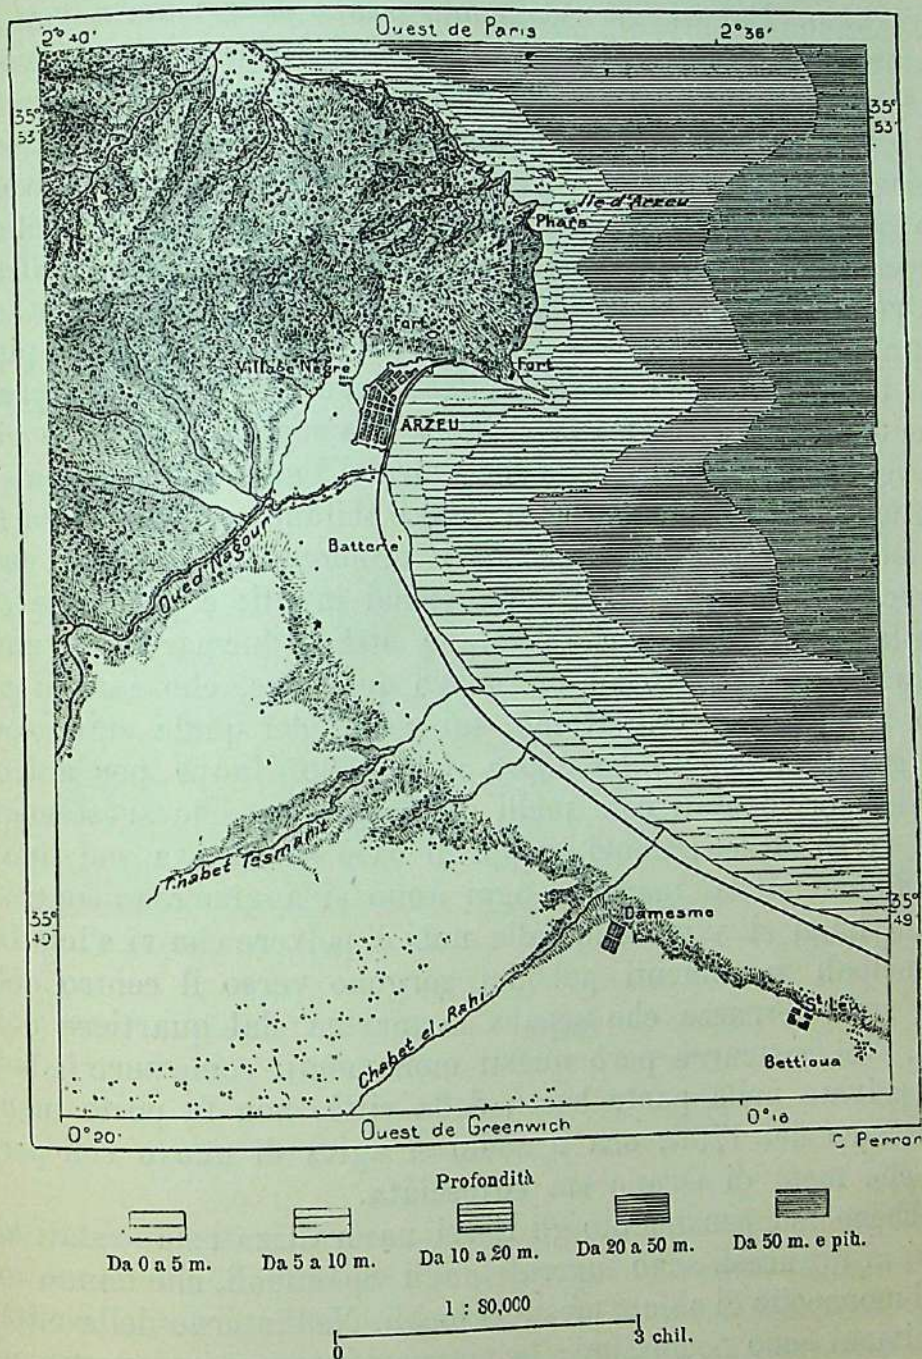 Ouest de Paris
2° 40'
2° 36'
35°
53'
35°
53'
Ile d'Arzeu
Phare
Fort
Village Nègre
Fort
ARZEU
Batterie
Oued Nagour
Thabet Tesmanit
35°
49'
35°
49
Damesme
Chabet el-Rahi
St Leu
Bettioua
0° 20'
Ouest de Greenwich
0° 16
C Perron
Profondità
Da 0 a 5 m.
Da 5 a 10 m.
Da 10 a 20 m.
Da 20 a 50 m.
Da 50 m. e più.
1 : 80,000
0
3 chil.